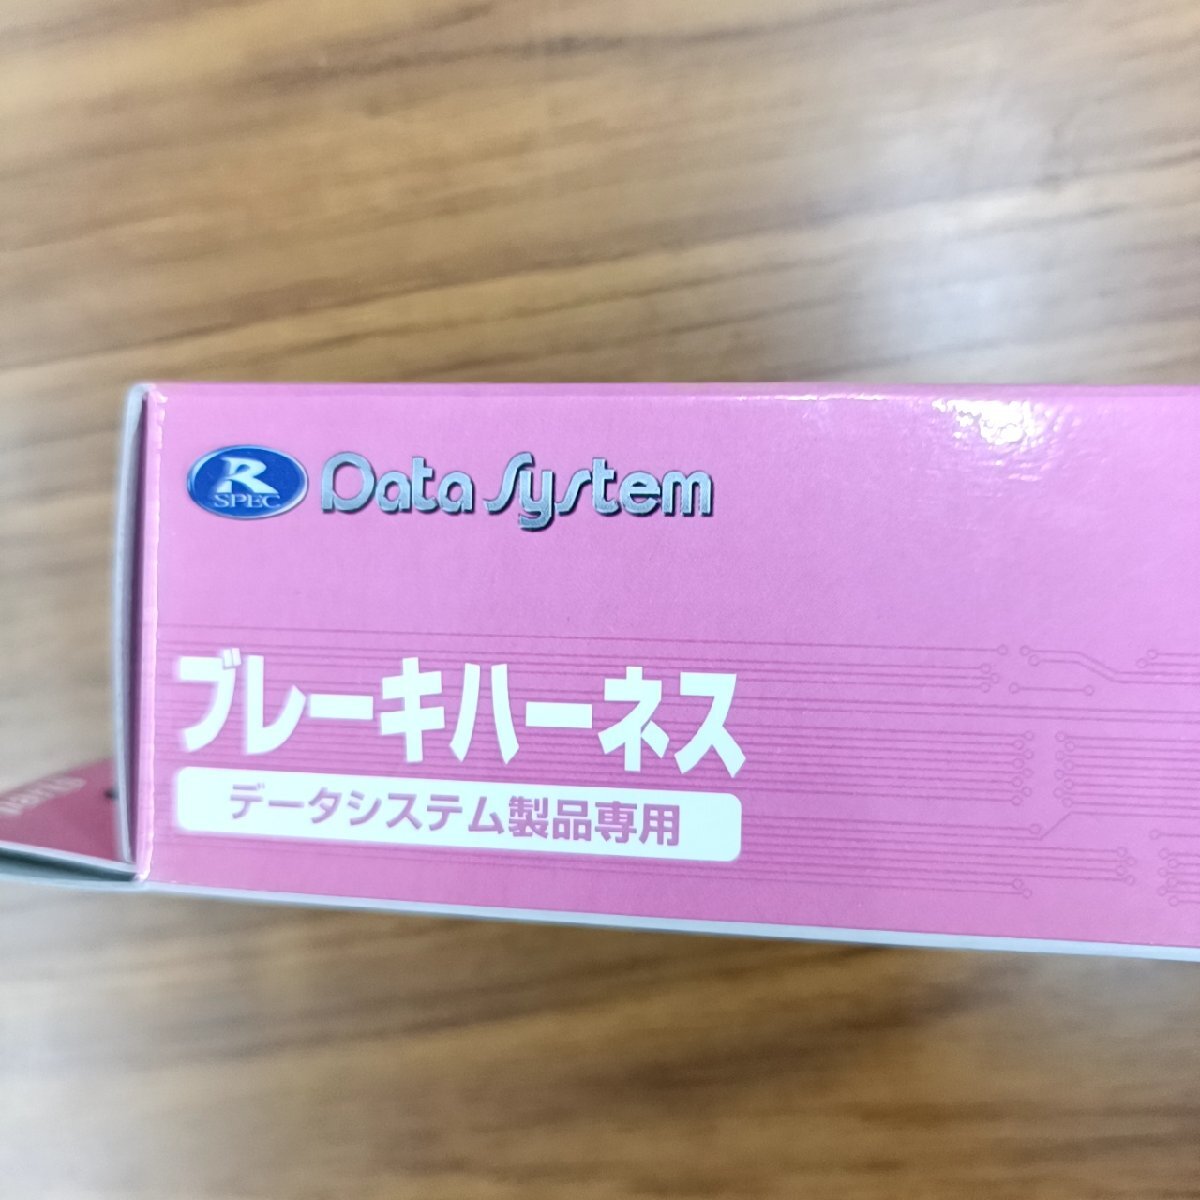 R
SPEC
Data System
ブレーキハーネス
データシステム製品専用